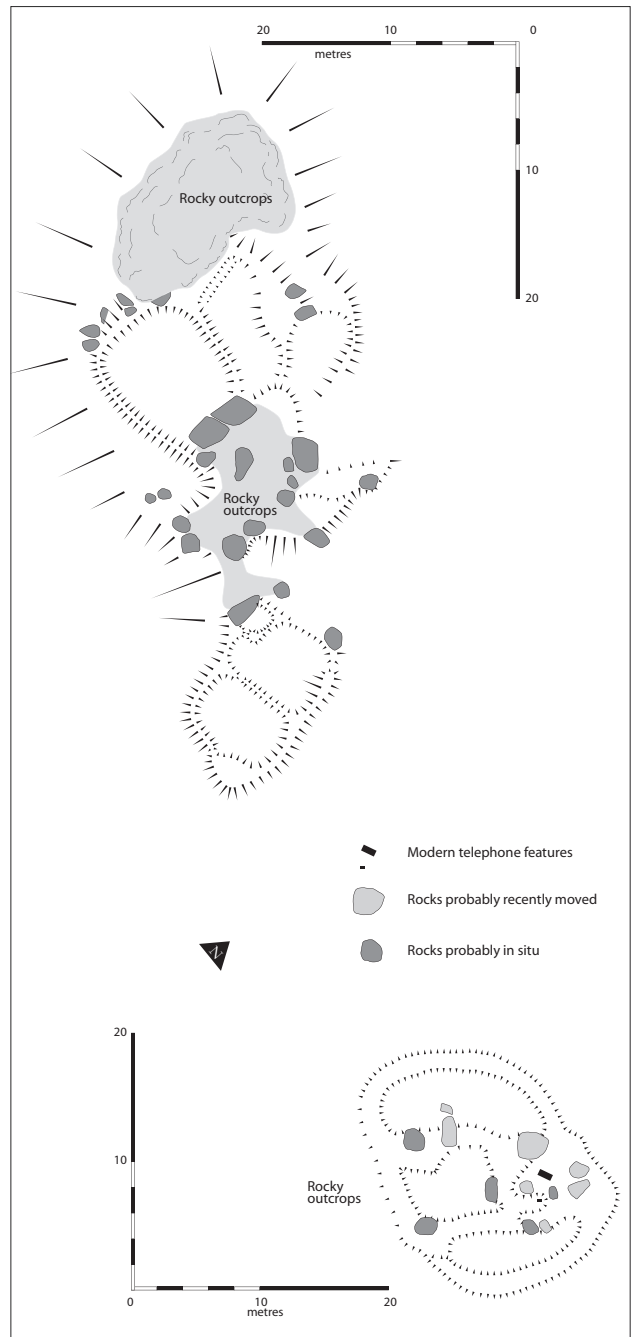 20 10 0
metres
10
20
Rocky outcrops
Rocky
outcrops
Modern telephone features
Rocks probably recently moved
Rocks probably in situ
N
20
10
Rocky
outcrops
0 10 20
metres